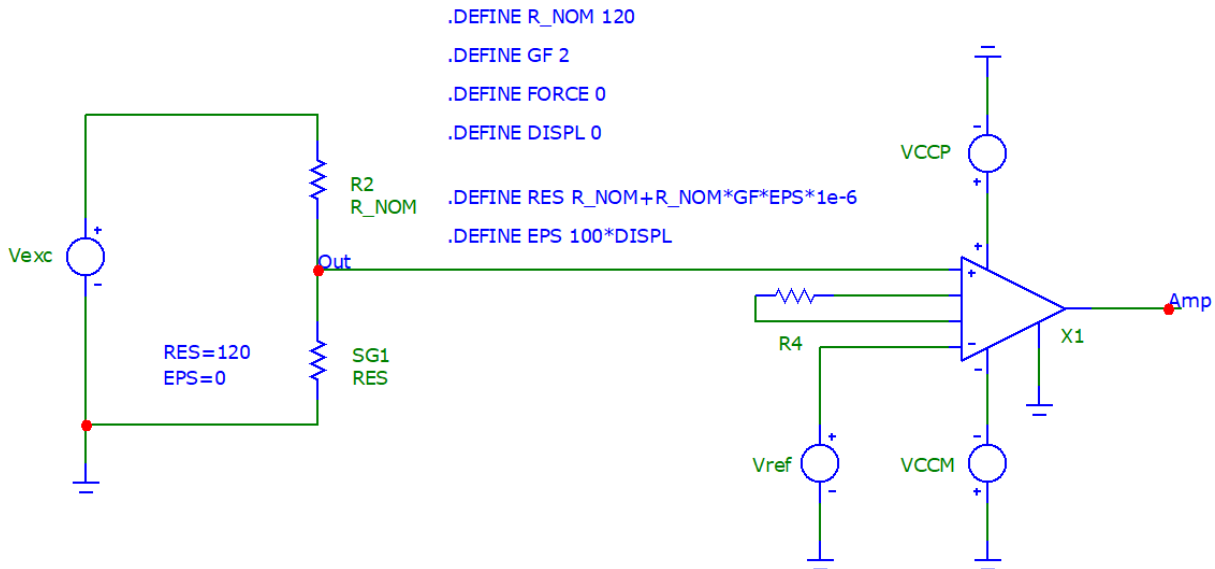 .DEFINE R_NOM 120
.DEFINE GF 2
.DEFINE FORCE 0
.DEFINE DISPL 0
.DEFINE RES R_NOM+R_NOM*GF*EPS*1e-6
.DEFINE EPS 100*DISPL
R2
R_NOM
Vexc
+
-
Out
RES=120
EPS=0
SG1
RES
VCCP
-
+
+
+
-
-
R4
X1
Amp
Vref
+
-
VCCM
-
+